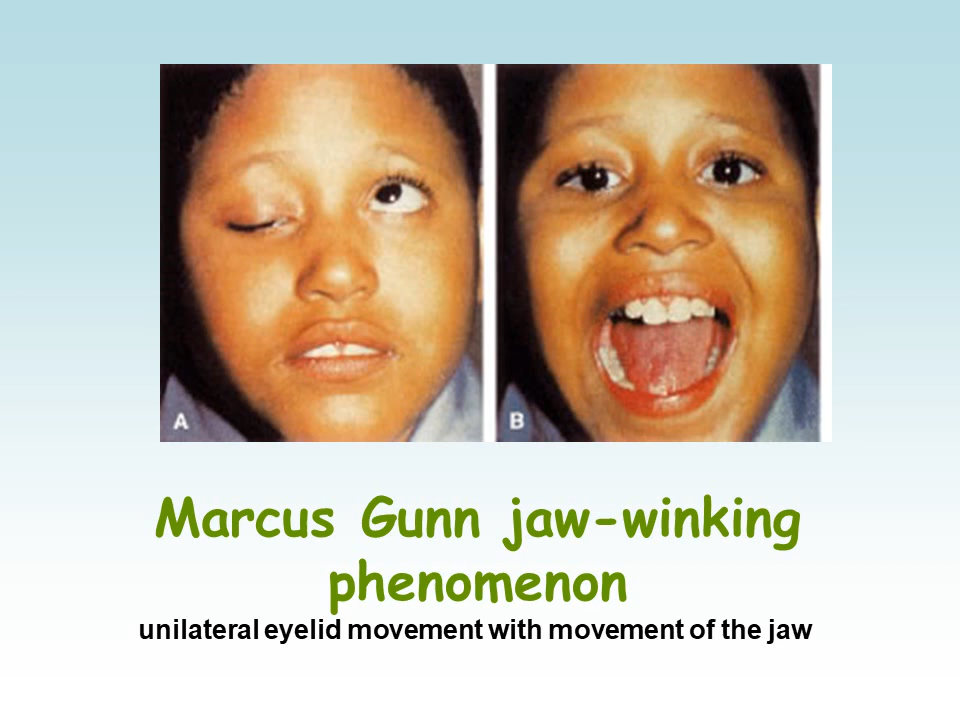 A
B
Marcus Gunn jaw-winking
phenomenon
unilateral eyelid movement with movement of the jaw